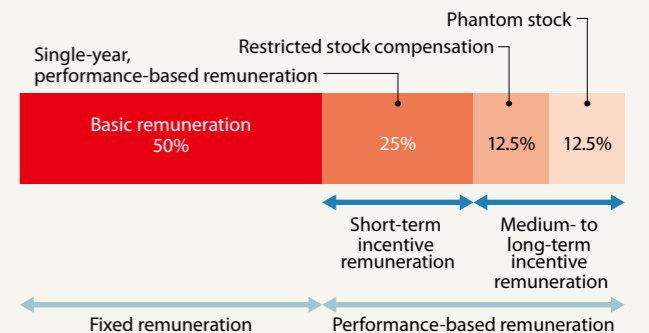 Phantom stock
Restricted stock compensation
Single-year,
performance-based remuneration
Basic remuneration
50%
25%
12.5%
12.5%
Short-term
incentive
remuneration
Medium- to
long-term
incentive
remuneration
Fixed remuneration
Performance-based remuneration